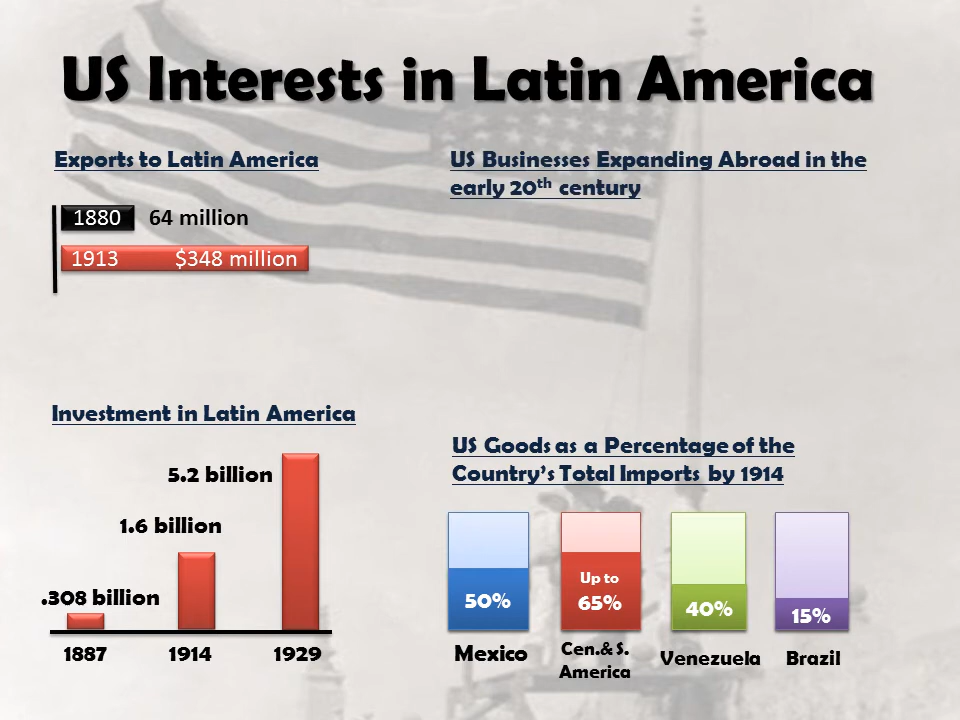 US Interests in Latin America
Exports to Latin America
1880 64 million
1913 $348 million
US Businesses Expanding Abroad in the
early 20th century
Investment in Latin America
5.2 billion
1.6 billion
.308 billion
1887 1914 1929
US Goods as a Percentage of the
Country's Total Imports by 1914
50%
Up to
65%
40%
15%
Mexico
Cen.& S.
America
Venezuela
Brazil